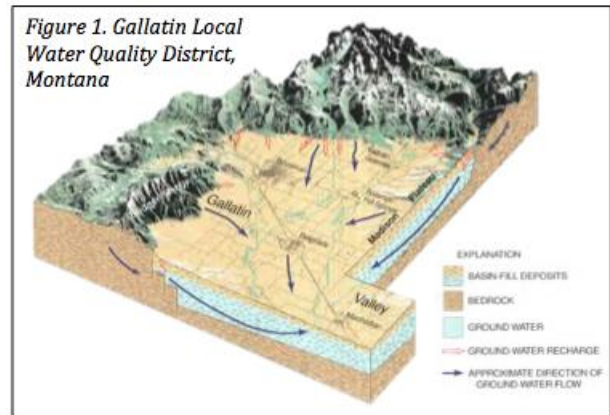 Figure 1. Gallatin Local
Water Quality District,
Montana
Gallatin
Madison
Valley
Manhattan
EXPLANATION
BASIN-FILL DEPOSITS
BEDROCK
GROUND WATER
GROUND-WATER RECHARGE
APPROXIMATE DIRECTION OF
GROUND-WATER FLOW